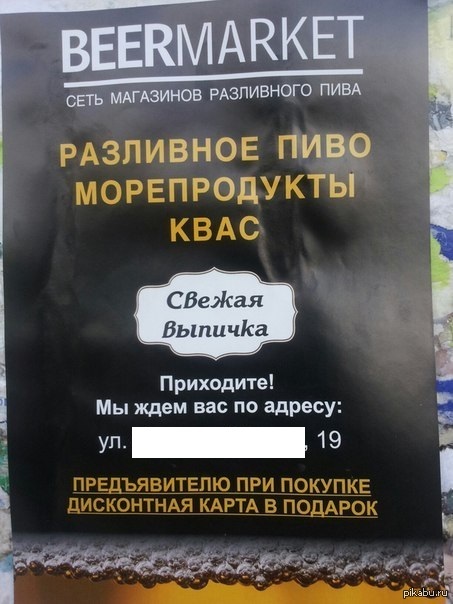 BEERMARKET
СЕТЬ МАГАЗИНОВ РАЗЛИВНОГО ПИВА
РАЗЛИВНОЕ ПИВО
МОРЕПРОДУКТЫ
КВАС
Свежая
Выпичка
Приходите!
Мы ждем вас по адресу:
ул. , 19
ПРЕДЪЯВИТЕЛЮ ПРИ ПОКУПКЕ
ДИСКОНТНАЯ КАРТА В ПОДАРОК
pikabu.ru